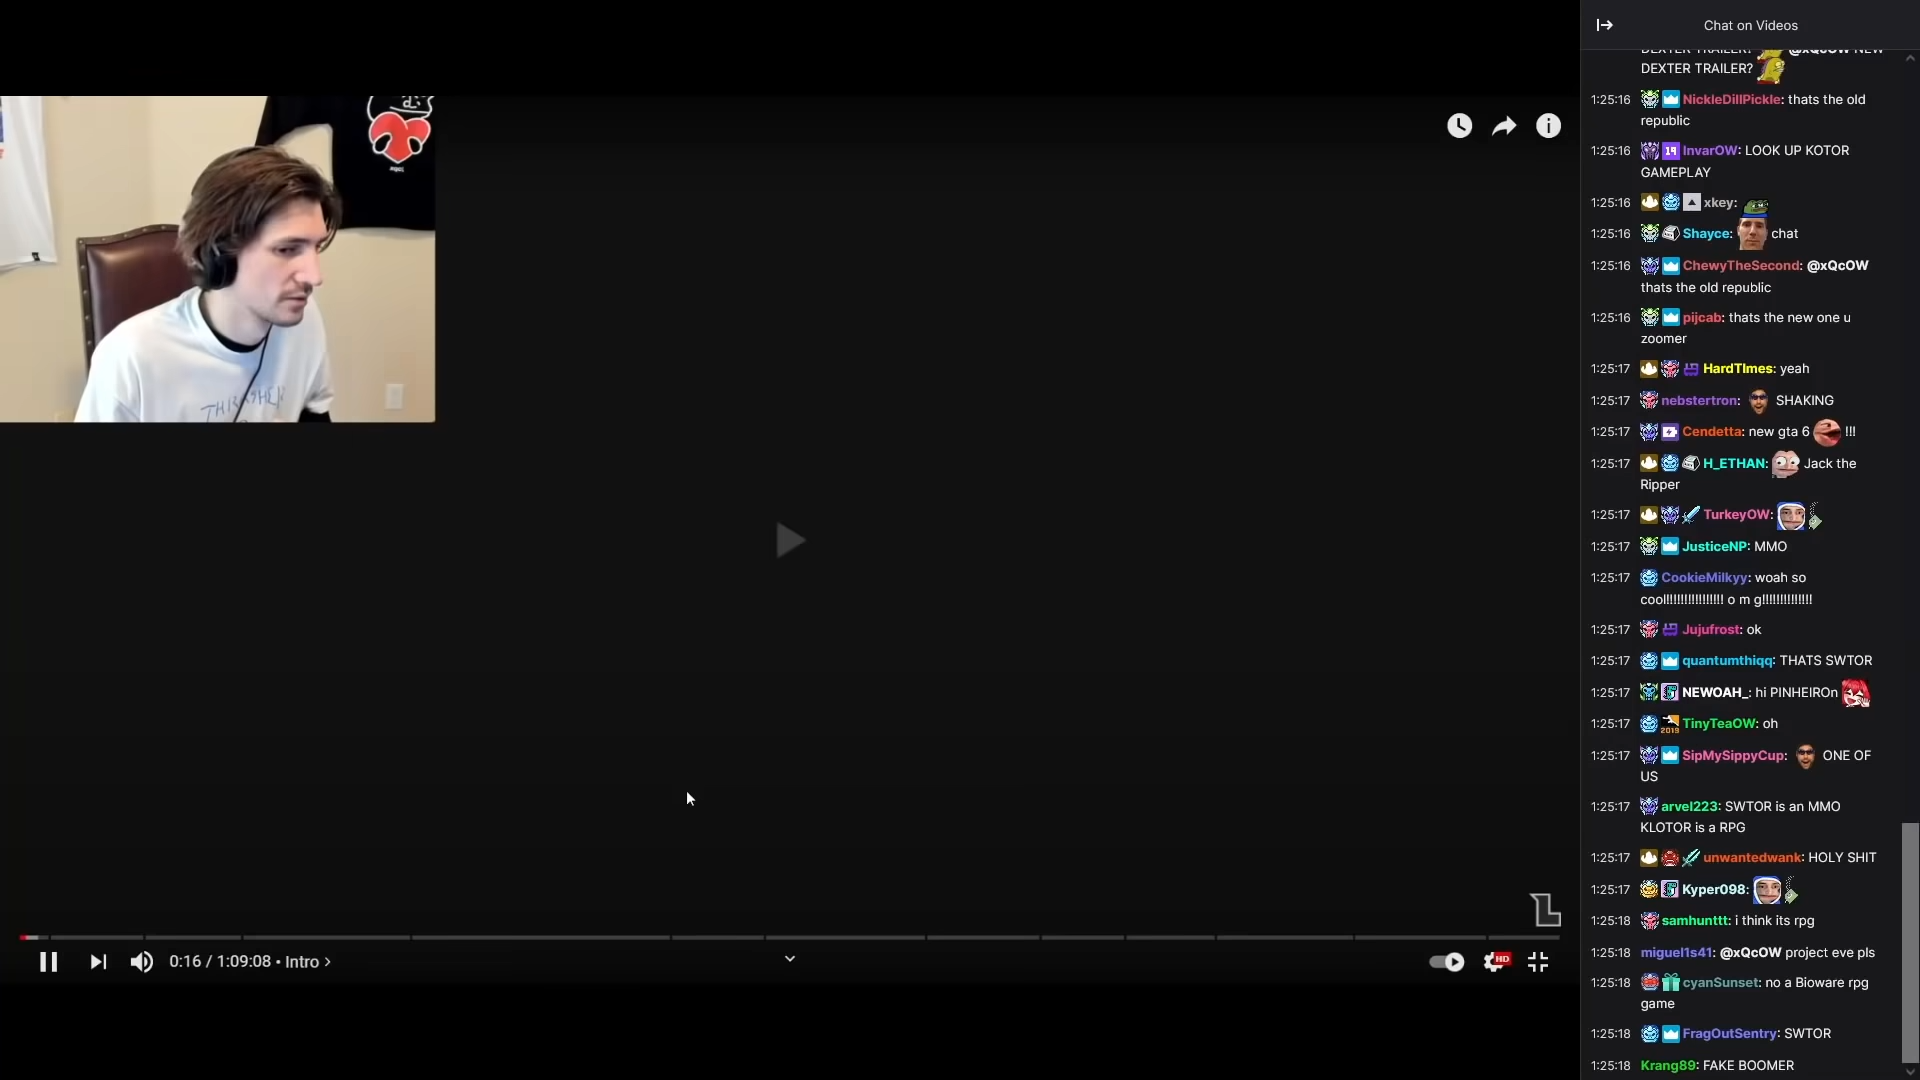 Chat on Videos
DEXTER TRAILER? @xQcOW NEW
DEXTER TRAILER?
1:25:16 NickleDillPickle: thats the old
republic
1:25:16 19 InvarOW: LOOK UP KOTOR
GAMEPLAY
1:25:16 xkey:
1:25:16 Shayce: chat
1:25:16 ChewyTheSecond: @xQcOW
thats the old republic
1:25:16 pijcab: thats the new one u
zoomer
1:25:17 HardTImes: yeah
1:25:17 nebstertron: SHAKING
1:25:17 Cendetta: new gta 6 !!!
1:25:17 H_ETHAN: Jack the
Ripper
1:25:17 TurkeyOW:
1:25:17 JusticeNP: MMO
1:25:17 CookieMilkyy: woah so
cool!!!!!!!!!!!!!!!! o m g!!!!!!!!!!!!!!
1:25:17 Jujufrost: ok
1:25:17 quantumthiqq: THATS SWTOR
1:25:17 NEWOAH_: hi PINHEIROn
1:25:17 2019 TinyTeaOW: oh
1:25:17 SipMySippyCup: ONE OF
US
1:25:17 arvel223: SWTOR is an MMO
KLOTOR is a RPG
1:25:17 unwantedwank: HOLY SHIT
1:25:17 Kyper098:
1:25:18 samhunttt: i think its rpg
1:25:18 miguel1s41: @xQcOW project eve pls
1:25:18 cyanSunset: no a Bioware rpg
game
1:25:18 FragOutSentry: SWTOR
1:25:18 Krang89: FAKE BOOMER
THRASHER
0:16 / 1:09:08 • Intro >
HD